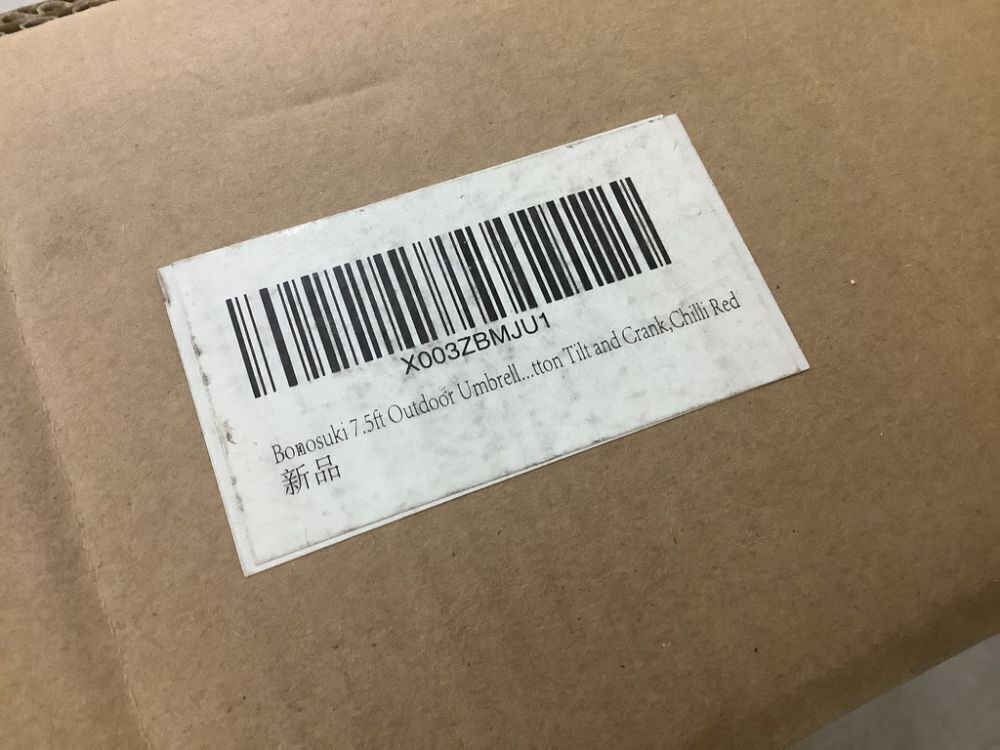 X003ZBMJU1
Bonosuki 7.5ft Outdoor Umbrell...tton Tilt and Crank,Chilli Red
新品